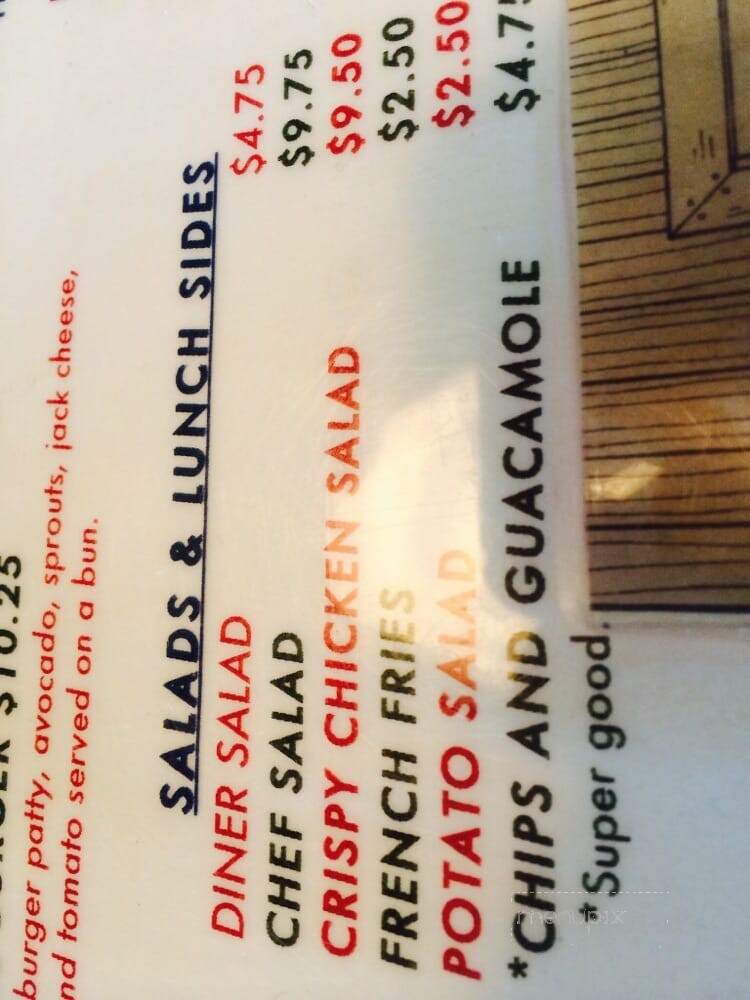 $10.25
burger patty, avocado, sprouts, jack cheese,
nd tomato served on a bun.
SALADS & LUNCH SIDES
DINER SALAD $4.75
CHEF SALAD $9.75
CRISPY CHICKEN SALAD $9.50
FRENCH FRIES $2.50
POTATO SALAD $2.50
*CHIPS AND GUACAMOLE $4.7
*Super good.
menupix